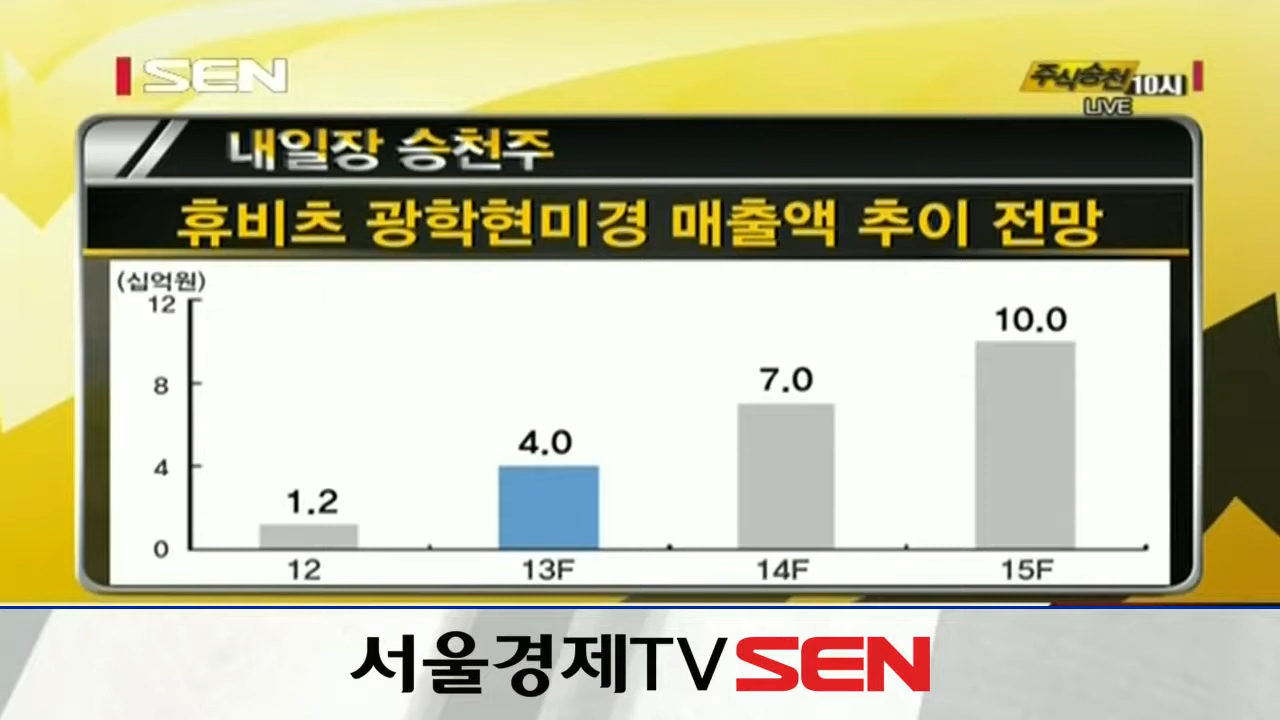 SEN
주식승천 10시
LIVE
내일장 승천주
휴비츠 광학현미경 매출액 추이 전망
(십억원)
12
8
4
0
1.2
4.0
7.0
10.0
12
13F
14F
15F
서울경제TV SEN